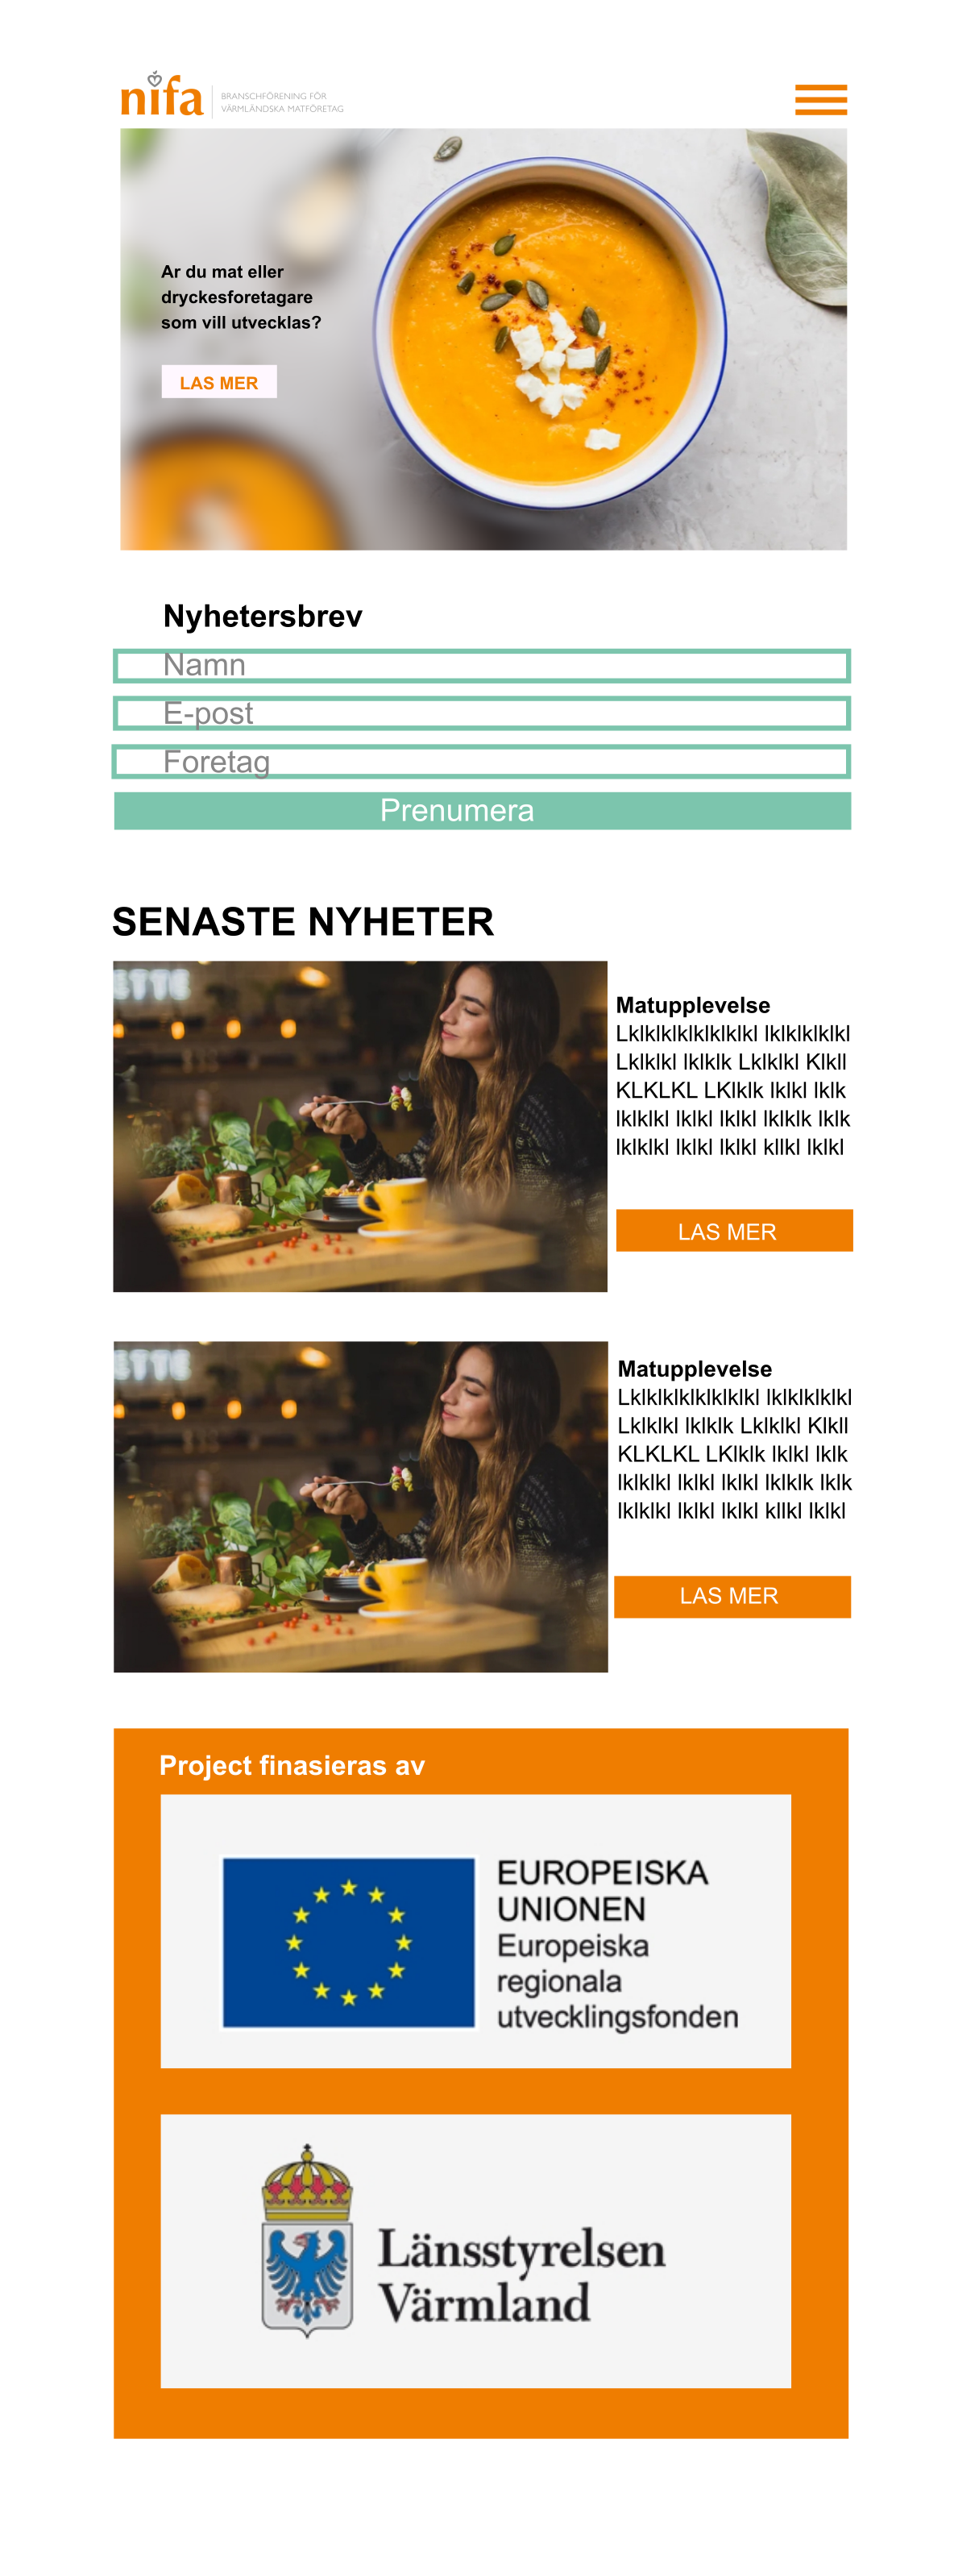 nifa
BRANSCHFÖRENING FÖR
VÄRMLÄNDSKA MATFÖRETAG
Ar du mat eller
dryckesforetagare
som vill utvecklas?
LAS MER
Nyhetersbrev
Namn
E-post
Foretag
Prenumera
SENASTE NYHETER
ETTE
Matupplevelse
Lklklklklklklklkl lklklklklkl
Lklklkl lklklk Lklklkl Klkll
KLKLKL LKlklk lklkl lklk
lklklkl lklkl lklkl lklklk lklk
lklklkl lklkl lklkl kllkl lklkl
LAS MER
ETTE
Matupplevelse
Lklklklklklklklkl lklklklklkl
Lklklkl lklklk Lklklkl Klkll
KLKLKL LKlklk lklkl lklk
lklklkl lklkl lklkl lklklk lklk
lklklkl lklkl lklkl kllkl lklkl
LAS MER
Project finasieras av
EUROPEISKA
UNIONEN
Europeiska
regionala
utvecklingsfonden
Länsstyrelsen
Värmland